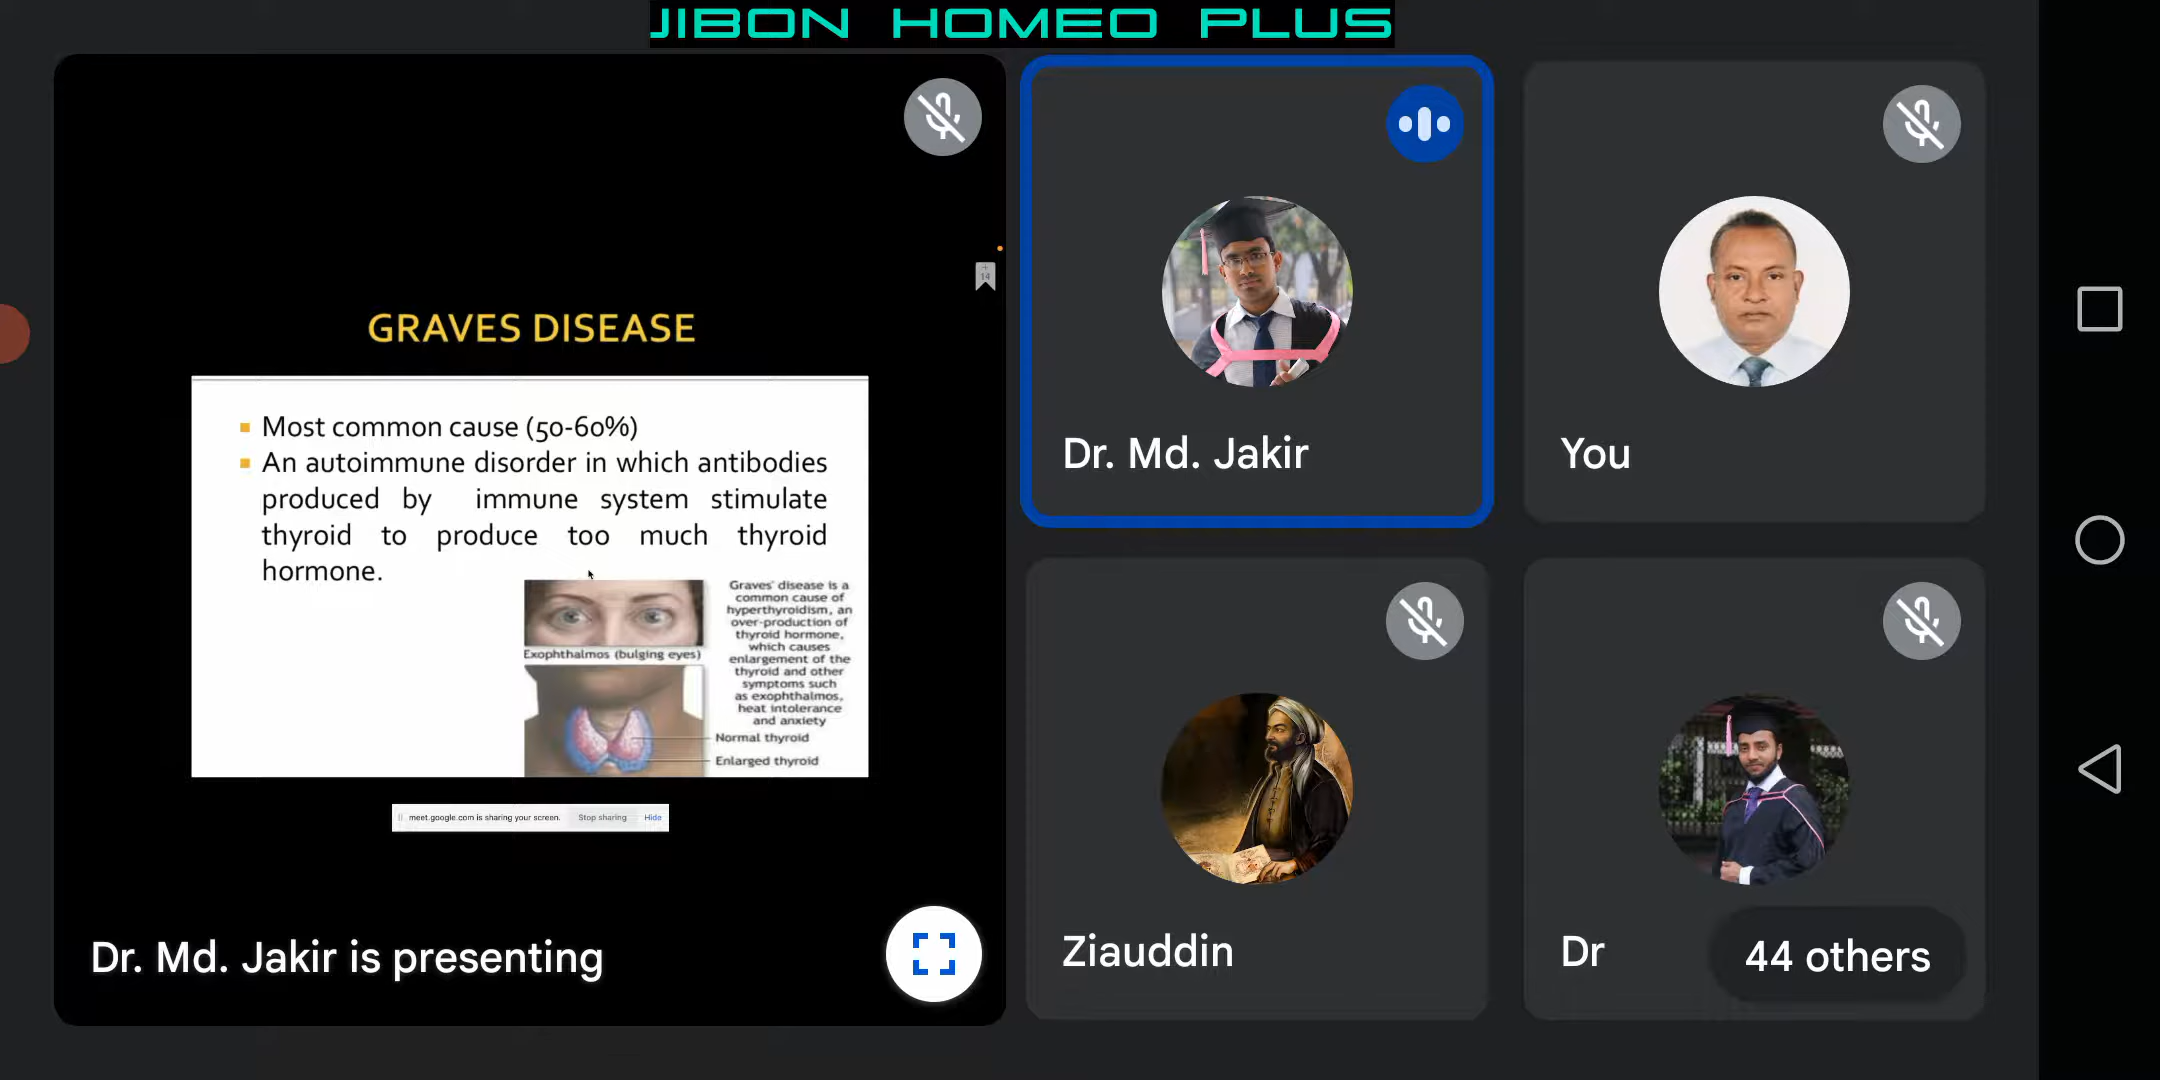 JIBON HOMEO PLUS
14
GRAVES DISEASE
Most common cause (50-60%)
An autoimmune disorder in which antibodies
produced by immune system stimulate
thyroid to produce too much thyroid
hormone.
Exophthalmos (bulging eyes)
Graves' disease is a
common cause of
hyperthyroidism, an
over-production of
thyroid hormone,
which causes
enlargement of the
thyroid and other
symptoms such
as exophthalmos,
heat intolerance
and anxiety
Normal thyroid
Enlarged thyroid
meet.google.com is sharing your screen. Stop sharing Hide
Dr. Md. Jakir is presenting
Dr. Md. Jakir
You
Ziauddin
Dr
44 others